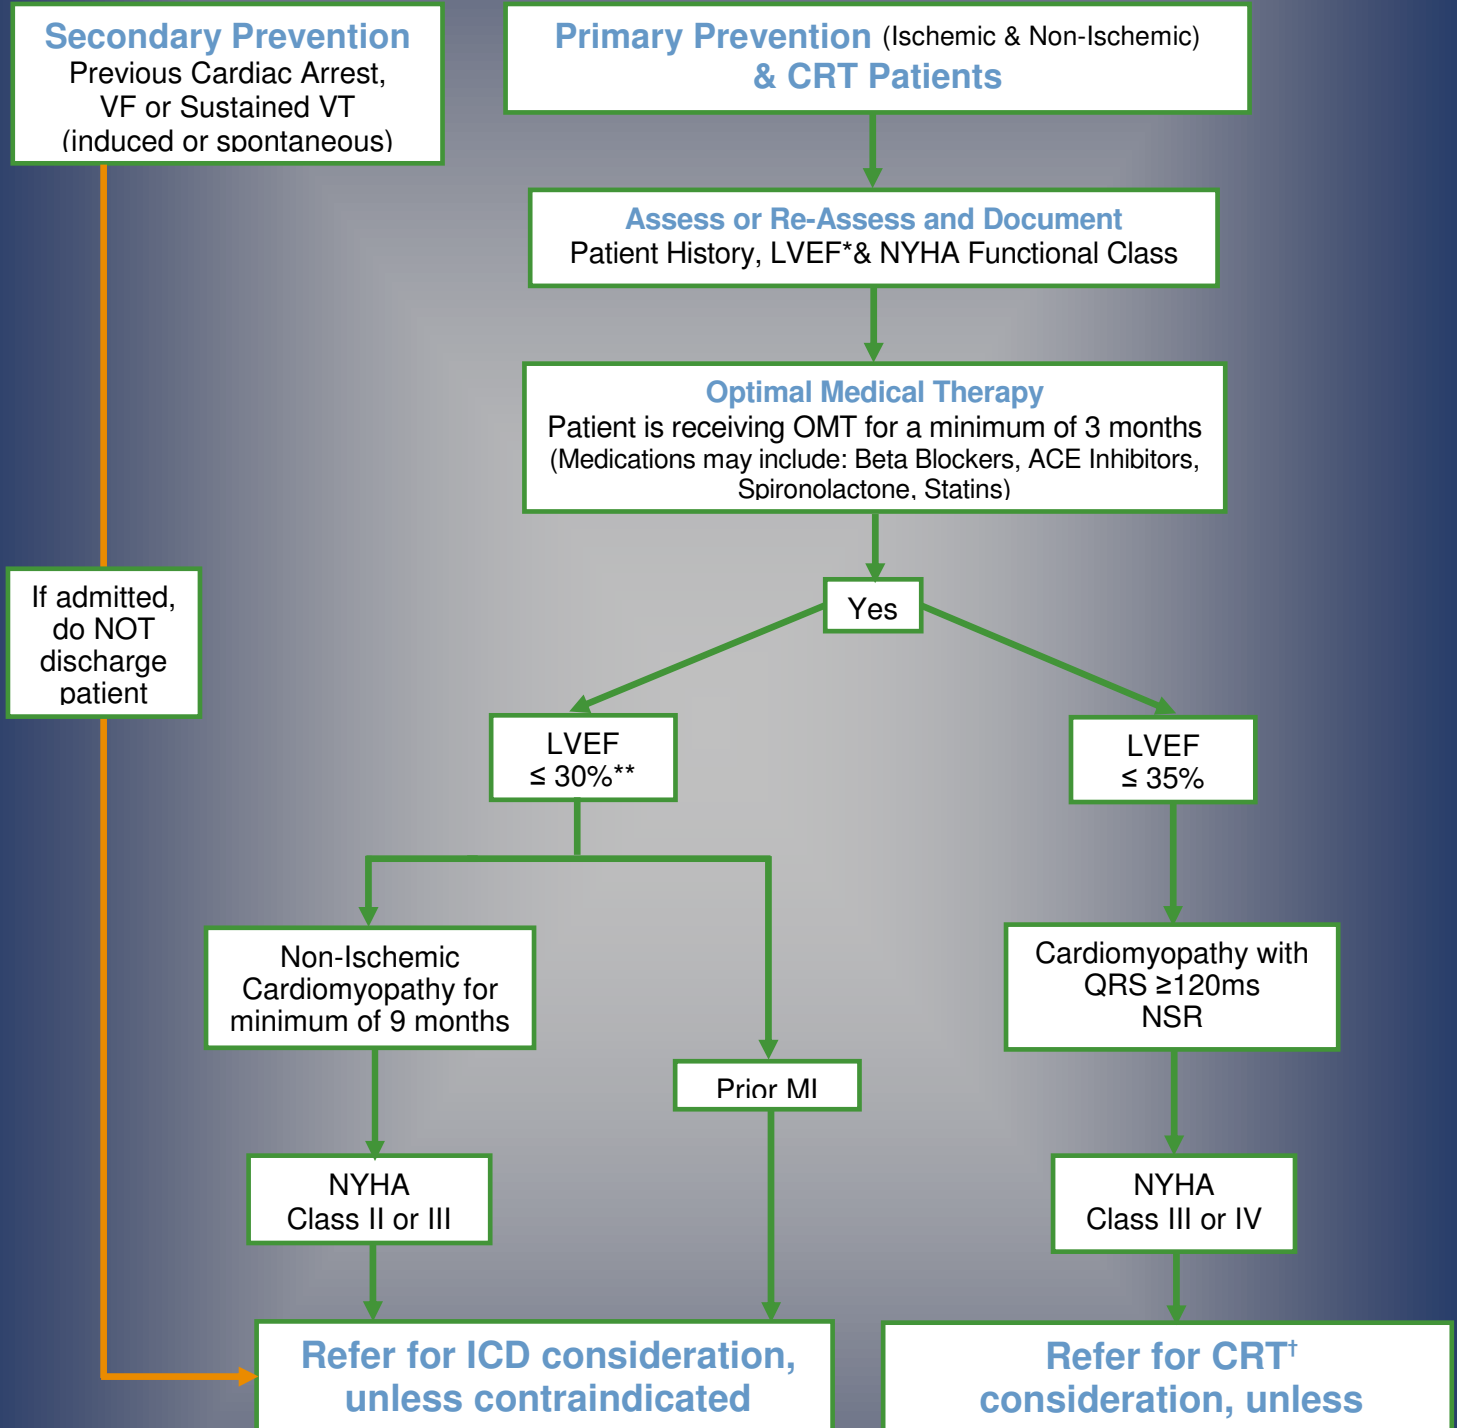 Secondary Prevention
Previous Cardiac Arrest,
VF or Sustained VT
(induced or spontaneous)
Primary Prevention (Ischemic & Non-Ischemic)
& CRT Patients
Assess or Re-Assess and Document
Patient History, LVEF*& NYHA Functional Class
Optimal Medical Therapy
Patient is receiving OMT for a minimum of 3 months
(Medications may include: Beta Blockers, ACE Inhibitors,
Spironolactone, Statins)
If admitted,
do NOT
discharge
patient
Yes
LVEF
≤ 30%**
LVEF
≤ 35%
Non-Ischemic
Cardiomyopathy for
minimum of 9 months
Cardiomyopathy with
QRS ≥120ms
NSR
Prior MI
NYHA
Class II or III
NYHA
Class III or IV
Refer for ICD consideration,
unless contraindicated
Refer for CRT†
consideration, unless